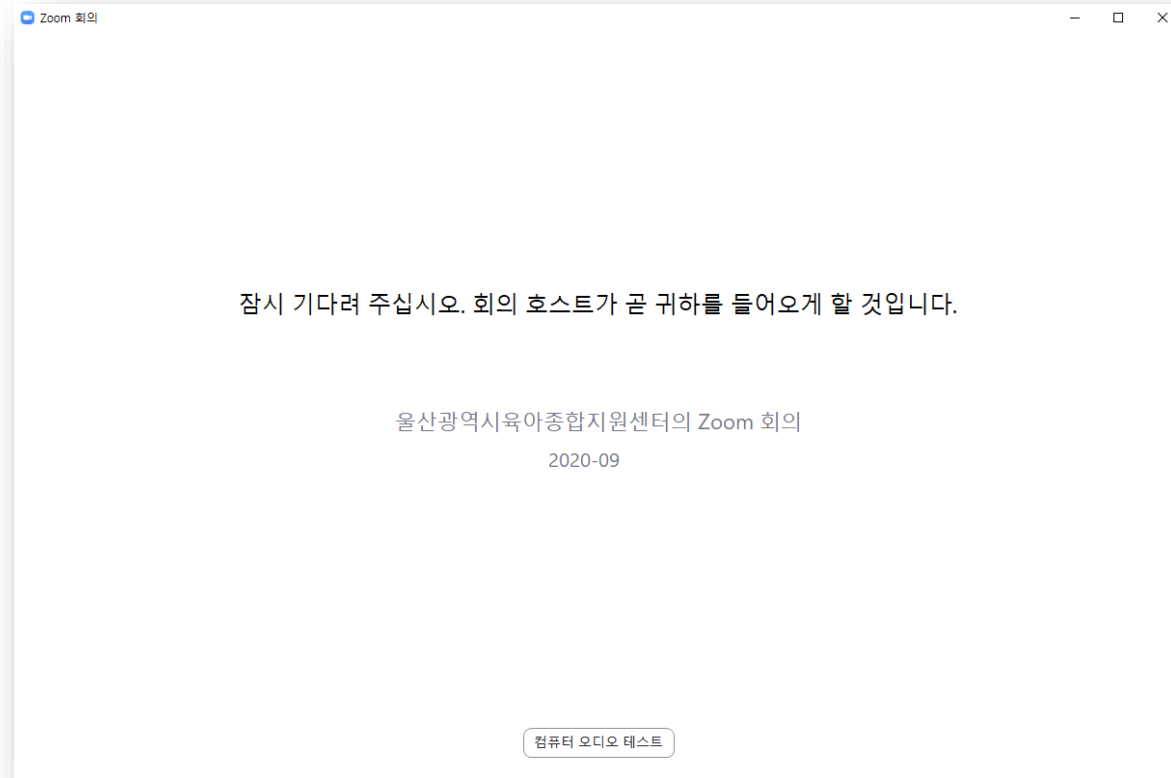 Zoom 회의
잠시 기다려 주십시오. 회의 호스트가 곧 귀하를 들어오게 할 것입니다.
울산광역시육아종합지원센터의 Zoom 회의
2020-09
컴퓨터 오디오 테스트